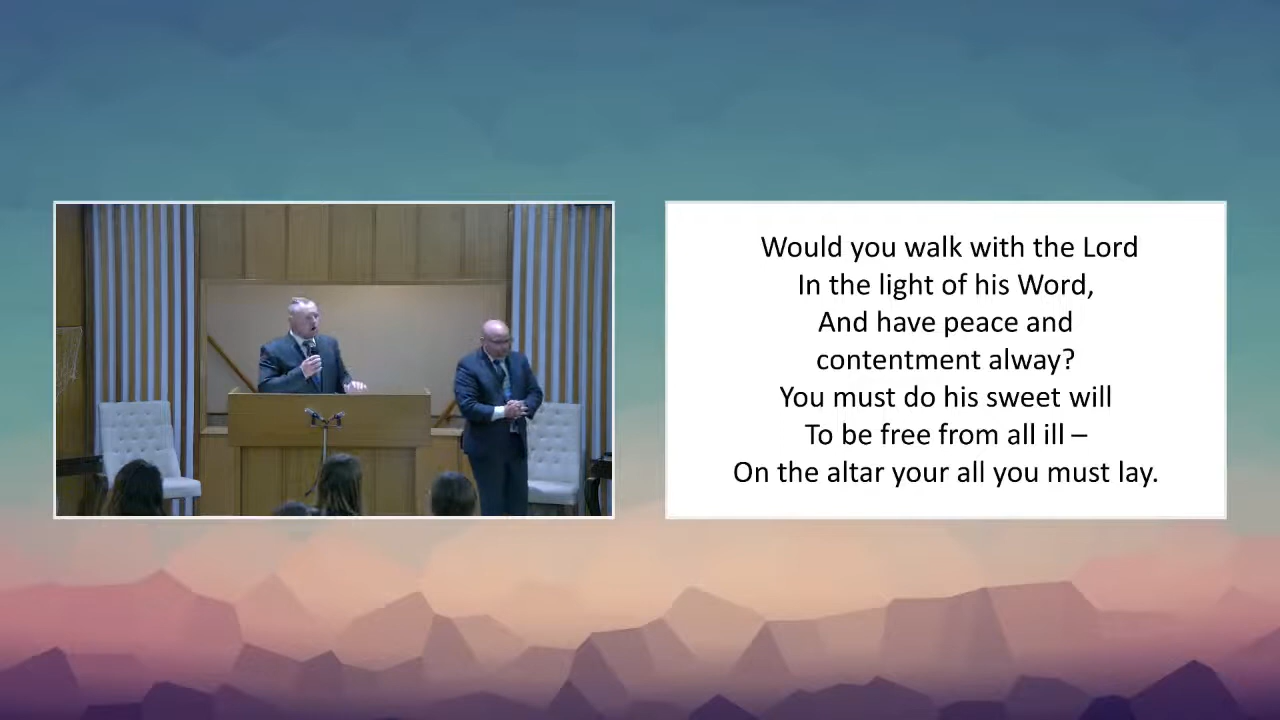 Would you walk with the Lord
In the light of his Word,
And have peace and
contentment alway?
You must do his sweet will
To be free from all ill –
On the altar your all you must lay.